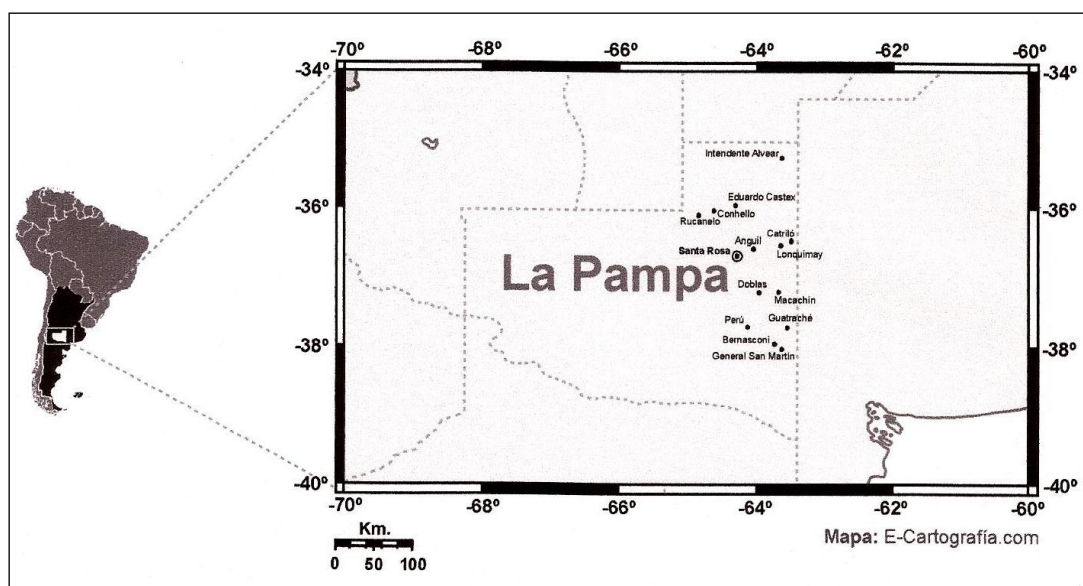 -70º -68º -66º -64º -62º -60º
-34º -34º
Intendente Alvear
Eduardo Castex
-36º -36º
Conhello
Rucanelo
Catriló
Anguil
Santa Rosa
Lonquimay
La Pampa
Doblas
Macachín
Perú
Guatraché
Bernasconi
-38º -38º
General San Martín
-40º -40º
-70º -68º -66º -64º -62º -60º
Km.
0 50 100
Mapa: E-Cartografía.com